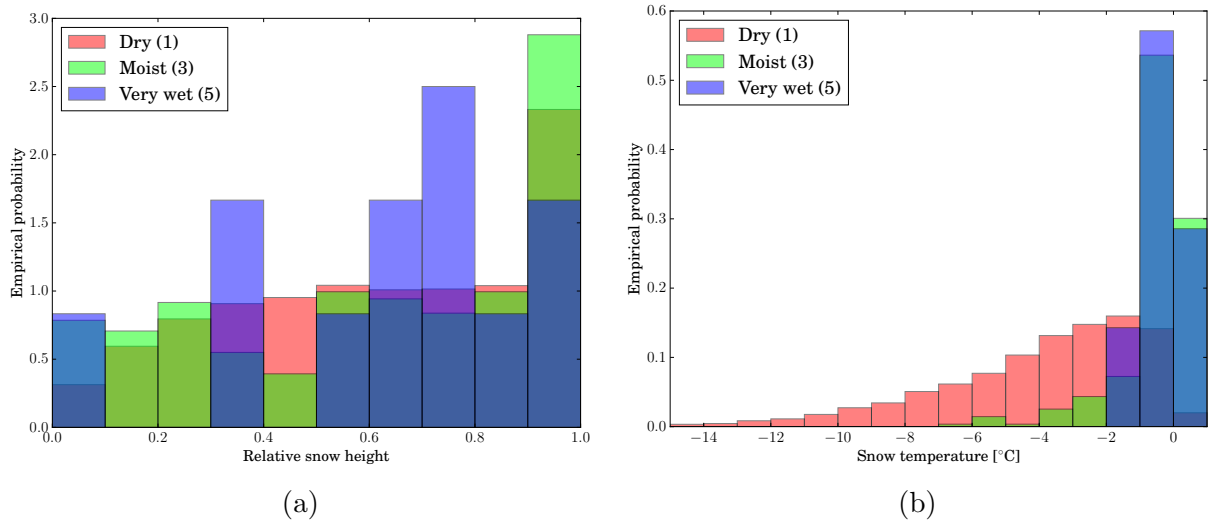 3.0
2.5
2.0
1.5
1.0
0.5
0.0
Empirical probability
Dry (1)
Moist (3)
Very wet (5)
0.0 0.2 0.4 0.6 0.8 1.0
Relative snow height
(a)
0.6
0.5
0.4
0.3
0.2
0.1
0.0
Empirical probability
Dry (1)
Moist (3)
Very wet (5)
−14 −12 −10 −8 −6 −4 −2 0
Snow temperature [°C]
(b)